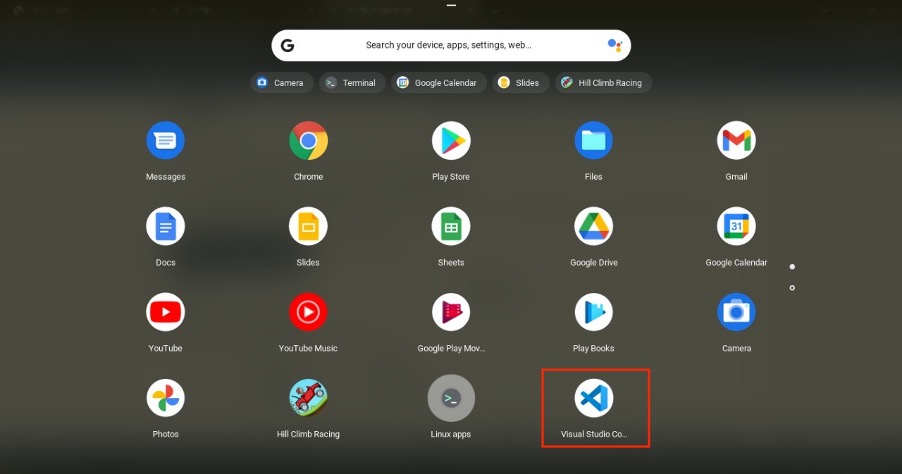 Search your device, apps, settings, web...
Camera Terminal Google Calendar Slides Hill Climb Racing
Messages Chrome Play Store Files Gmail
31
Docs Slides Sheets Google Drive Google Calendar
YouTube YouTube Music Google Play Mov... Play Books Camera
>_
Photos Hill Climb Racing Linux apps Visual Studio Co...